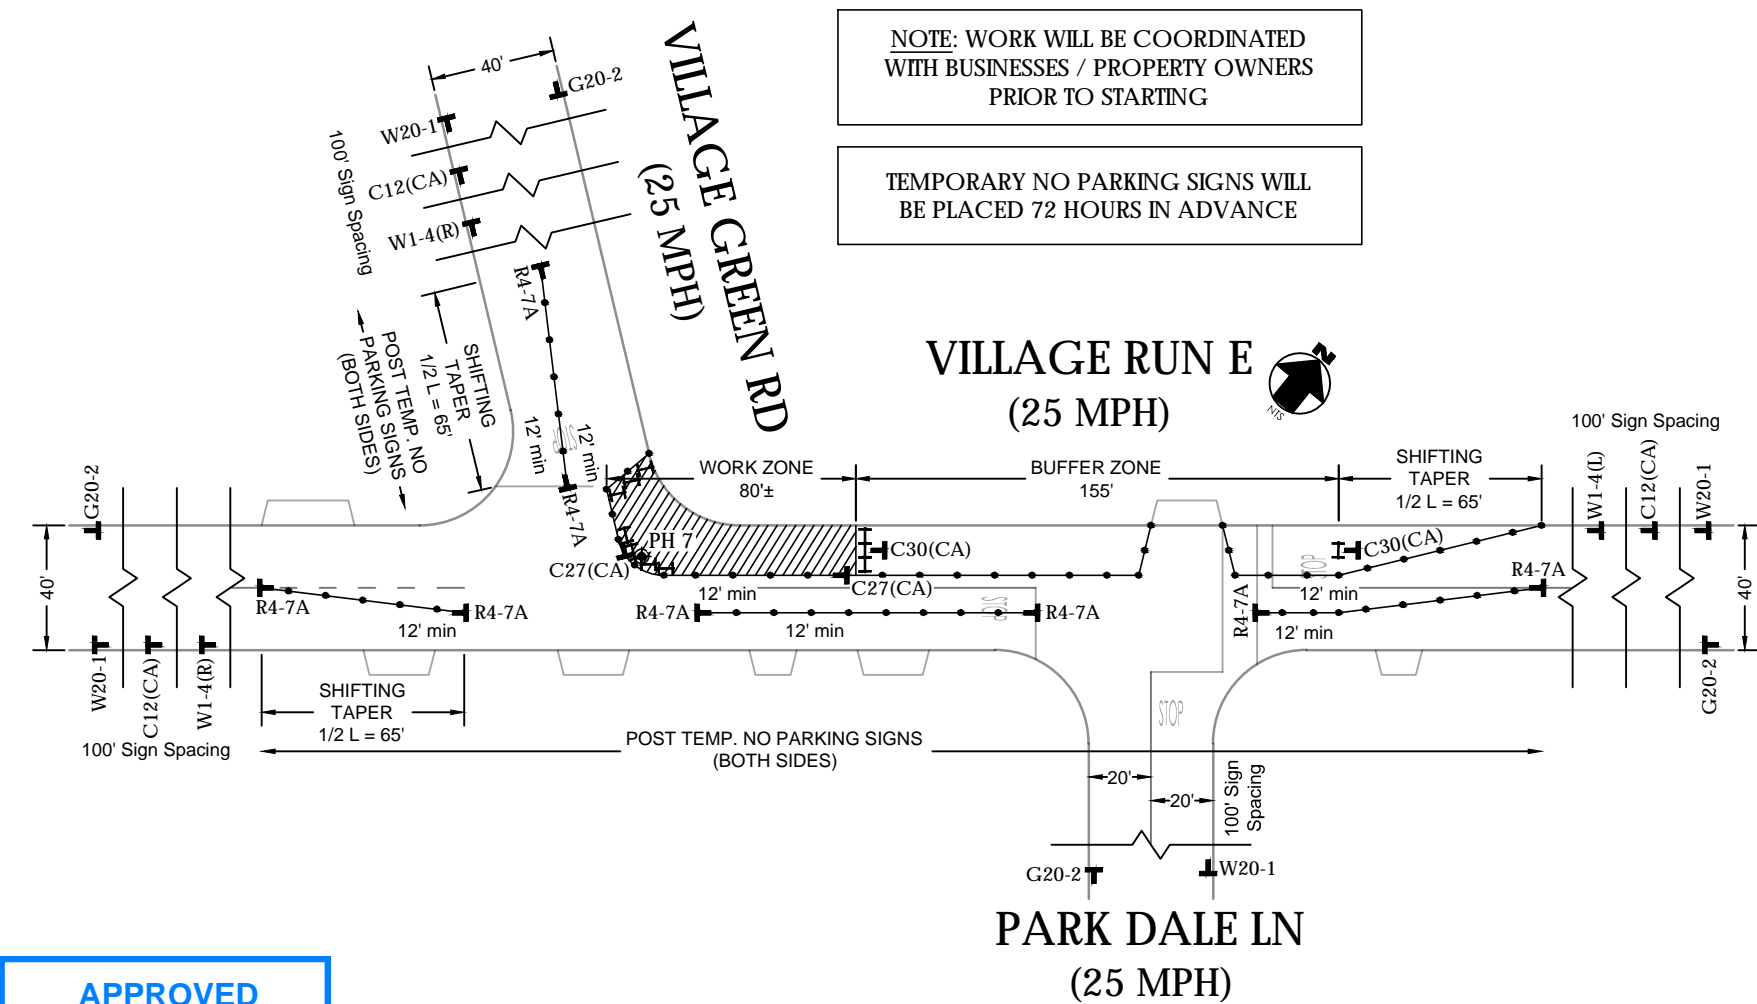 NOTE: WORK WILL BE COORDINATED
WITH BUSINESSES / PROPERTY OWNERS
PRIOR TO STARTING
TEMPORARY NO PARKING SIGNS WILL
BE PLACED 72 HOURS IN ADVANCE
40'
G20-2
W20-1
C12(CA)
W1-4(R)
100' Sign Spacing
VILLAGE GREEN RD
(25 MPH)
R4-7A
SHIFTING
TAPER
1/2 L = 65'
POST TEMP. NO
PARKING SIGNS
(BOTH SIDES)
12' min
12' min
STOP
R4-7A
VILLAGE RUN E
(25 MPH)
2
NTS
WORK ZONE
80'±
BUFFER ZONE
155'
SHIFTING
TAPER
1/2 L = 65'
100' Sign Spacing
W1-4(L)
C12(CA)
W20-1
G20-2
40'
PH 7
C27(CA)
C30(CA)
C27(CA)
STOP
C30(CA)
R4-7A
40'
R4-7A
12' min
R4-7A
R4-7A
12' min
12' min
STOP
R4-7A
R4-7A
12' min
12' min
W20-1
C12(CA)
W1-4(R)
100' Sign Spacing
SHIFTING
TAPER
1/2 L = 65'
G20-2
POST TEMP. NO PARKING SIGNS
(BOTH SIDES)
STOP
20'
20'
100' Sign
Spacing
G20-2
W20-1
PARK DALE LN
(25 MPH)
APPROVED